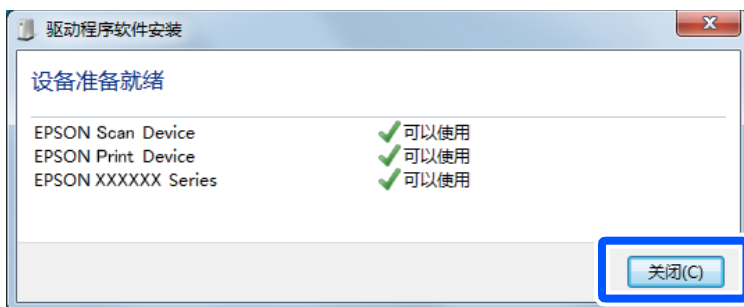 驱动程序软件安装
设备准备就绪
EPSON Scan Device 可以使用
EPSON Print Device 可以使用
EPSON XXXXXX Series 可以使用
关闭(C)